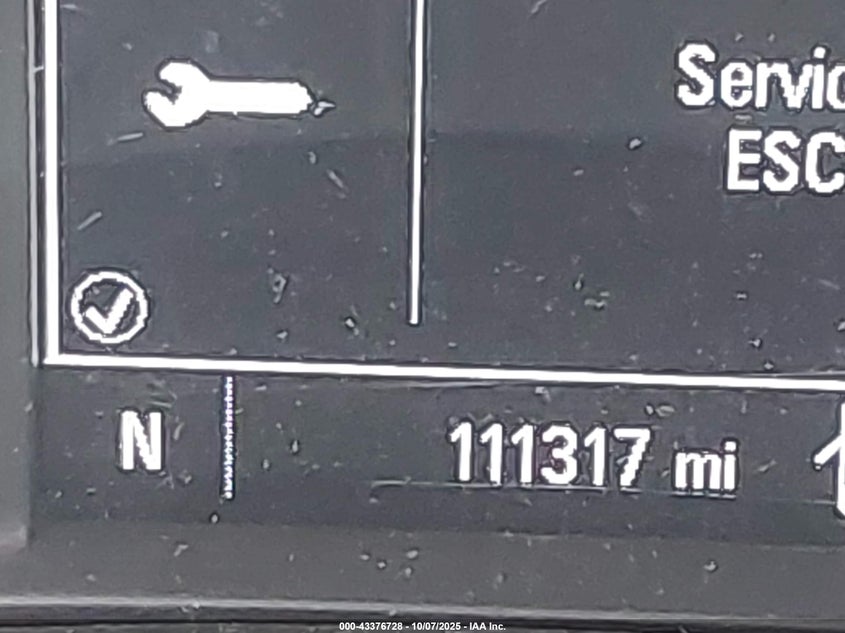 Servic
ESC
N
111317 mi
000-43376728 - 10/07/2025 - IAA Inc.